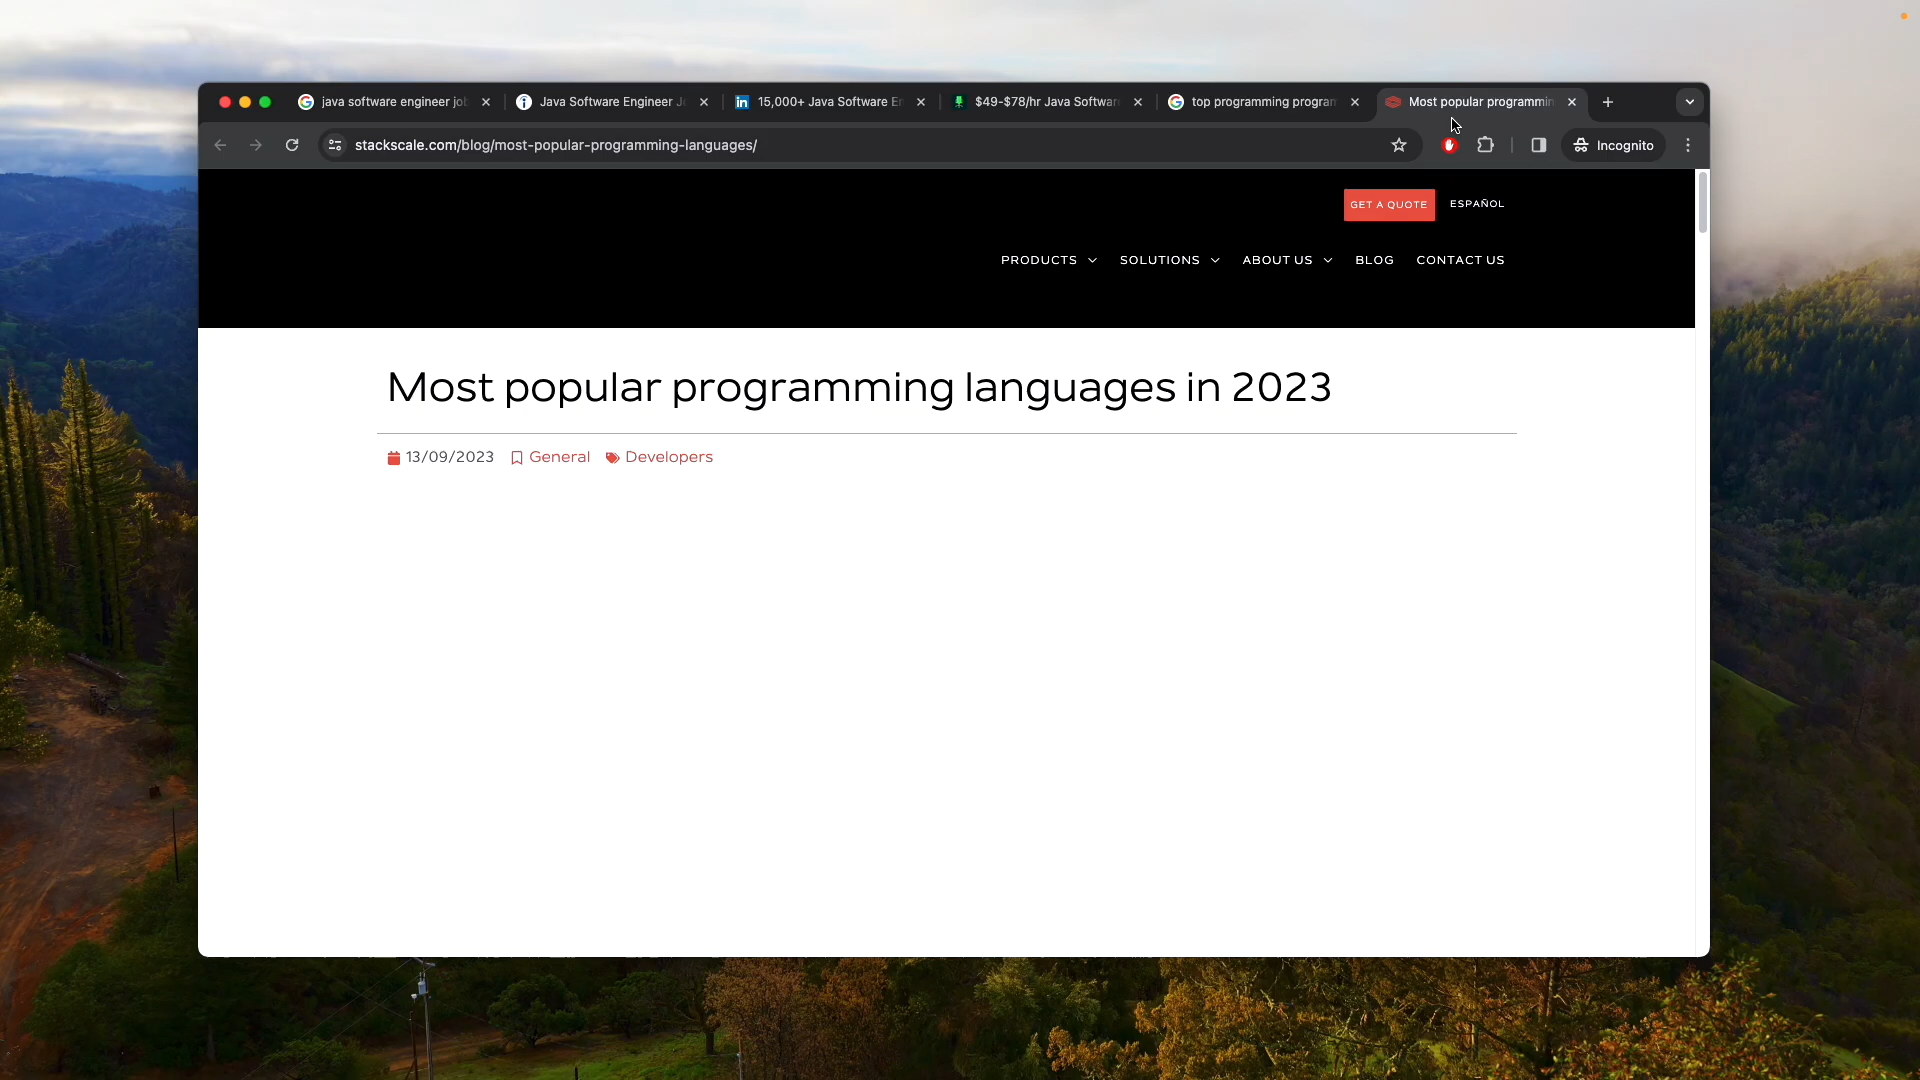 java software engineer jo
Java Software Engineer J
15,000+ Java Software E
$49-$78/hr Java Softwar
top programming program
Most popular programmin
stackscale.com/blog/most-popular-programming-languages/
Incognito
GET A QUOTE
ESPAÑOL
PRODUCTS
SOLUTIONS
ABOUT US
BLOG
CONTACT US
Most popular programming languages in 2023
13/09/2023
General
Developers